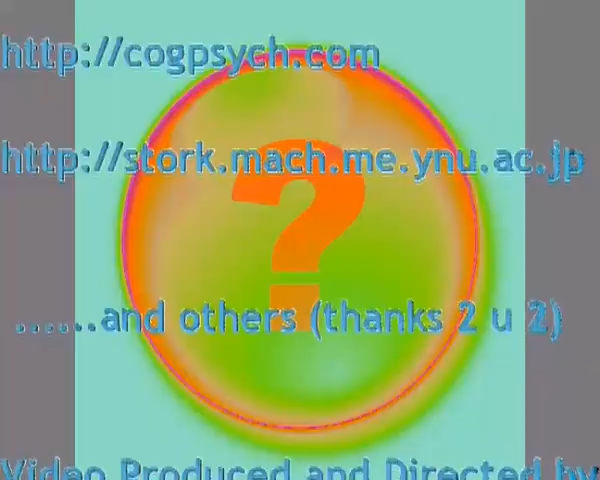 http://cogpsych.com
http://stork.mach.me.ynu.ac.jp
?
......and others (thanks 2 u 2)
Video Produced and Directed by